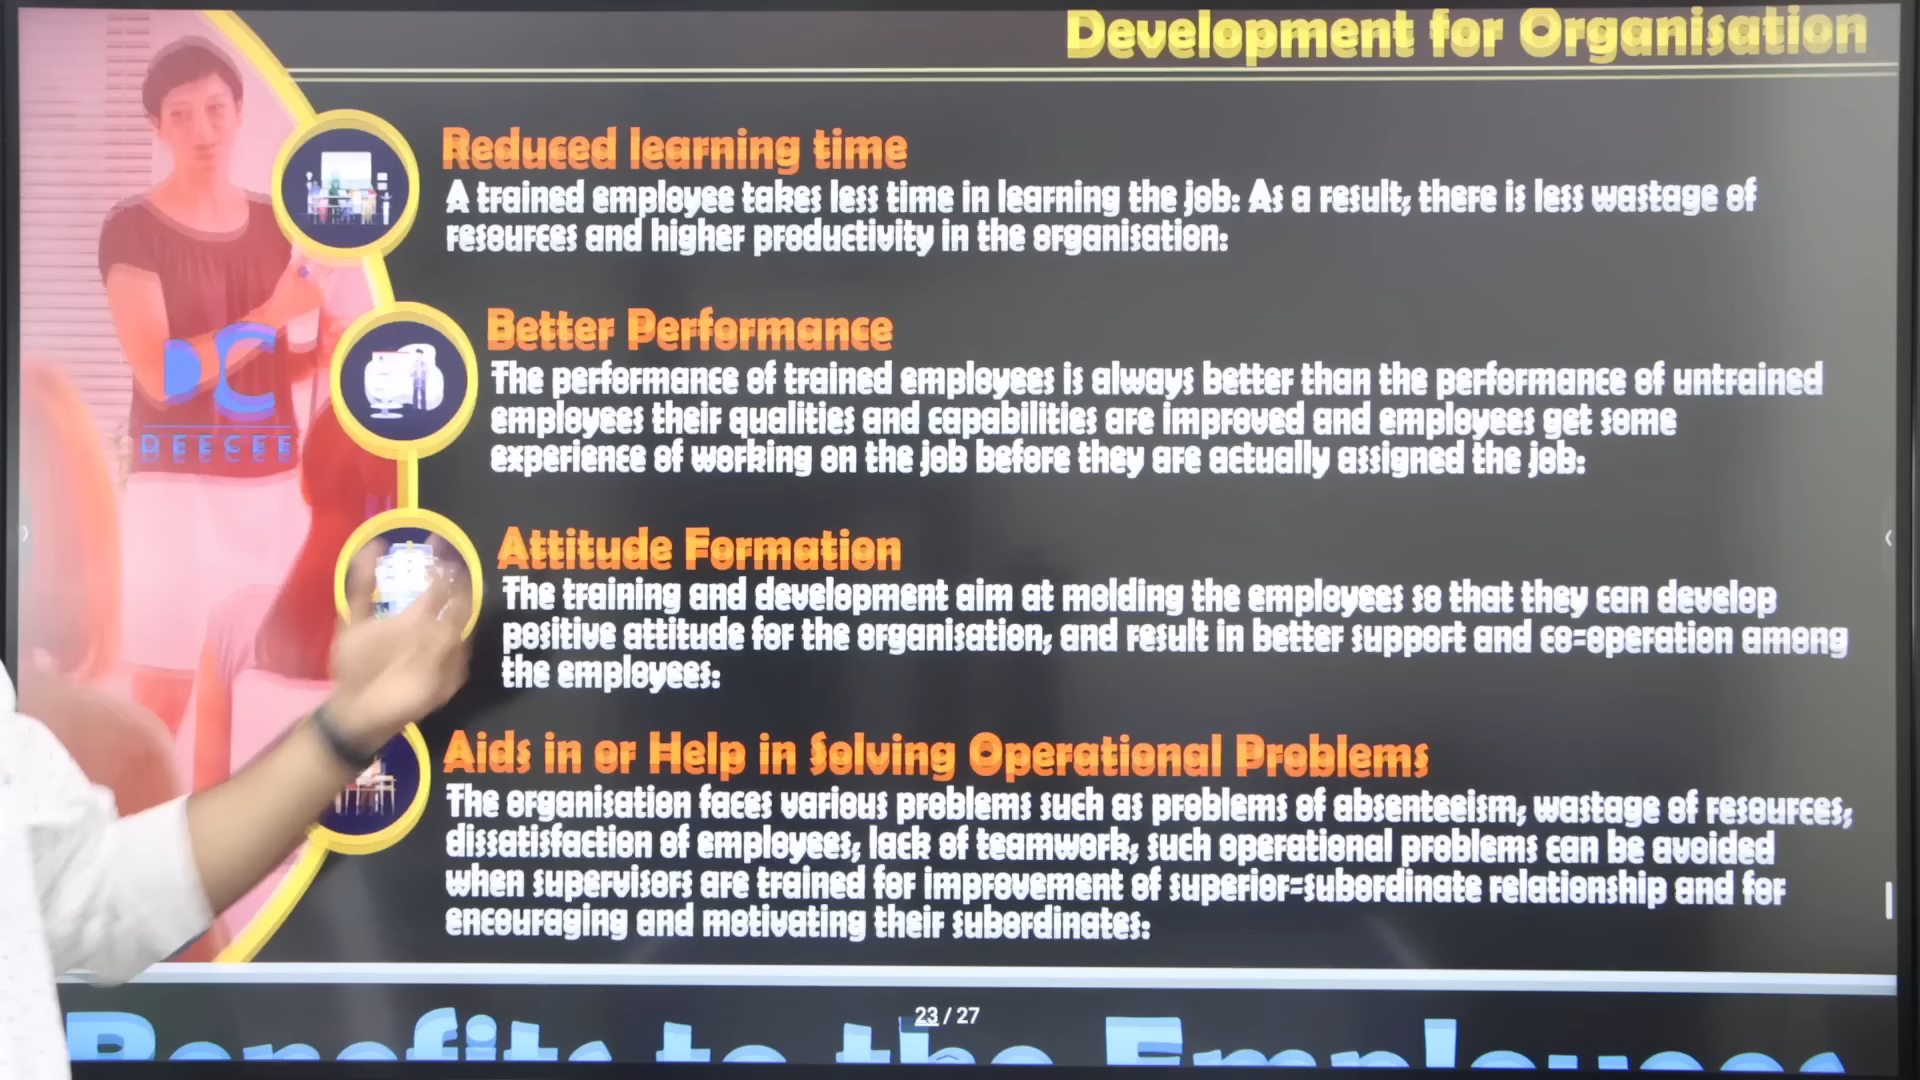 Development for Organisation
Reduced learning time
A trained employee takes less time in learning the job: As a result, there is less wastage of
resources and higher productivity in the organisation:
Better Performance
The performance of trained employees is always better than the performance of untrained
employees their qualities and capabilities are improved and employees get some
experience of working on the job before they are actually assigned the job:
DC
DEECEE
Attitude Formation
The training and development aim at molding the employees so that they can develop
positive attitude for the organisation, and result in better support and co=operation among
the employees:
Aids in or Help in Solving Operational Problems
The organisation faces various problems such as problems of absenteeism, wastage of resources,
dissatisfaction of employees, lack of teamwork, such operational problems can be avoided
when supervisors are trained for improvement of superior=subordinate relationship and for
encouraging and motivating their subordinates:
23 / 27
Benefits to the Employees